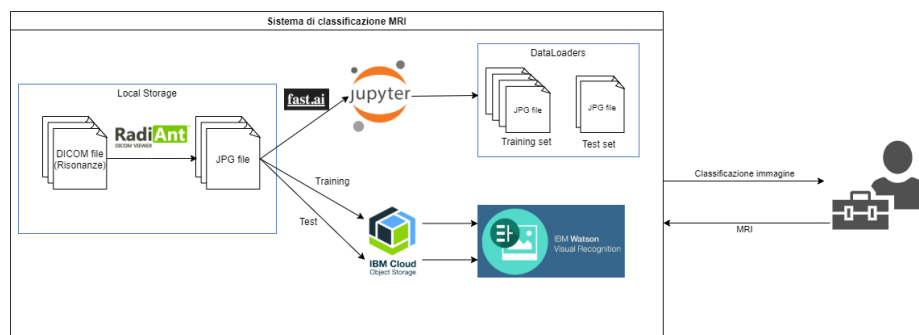 Sistema di classificazione MRI
Local Storage
DICOM file
(Risonanze)
RadiAnt
DICOM VIEWER
JPG file
fast.ai
jupyter
DataLoaders
JPG file
Training set
JPG file
Test set
Training
Test
IBM Cloud
Object Storage
IBM Watson
Visual Recognition
Classificazione immagine
MRI